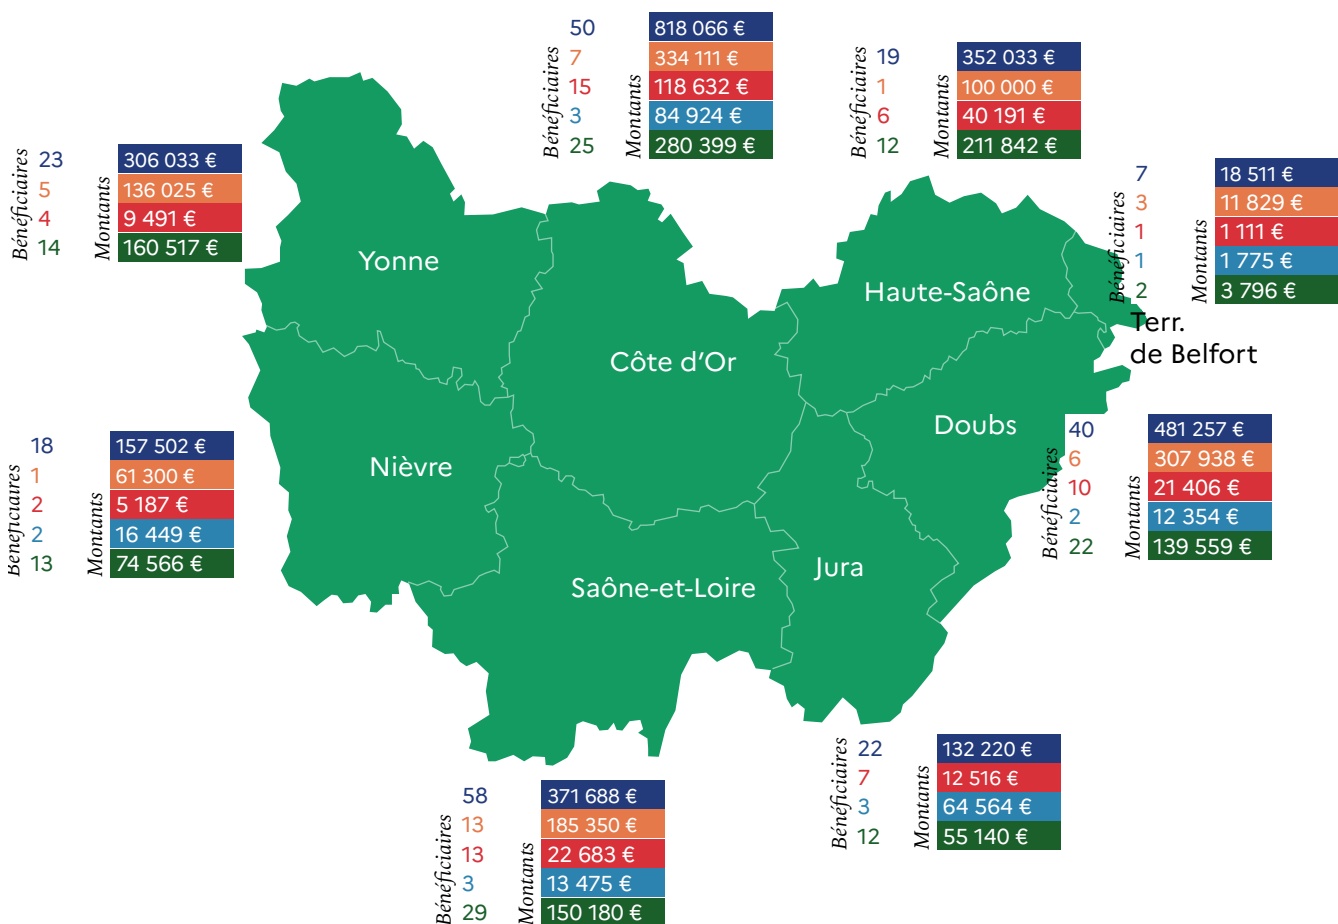 50 818 066 €
7 334 111 €
15 118 632 €
3 84 924 €
25 280 399 €
Bénéficiaires
Montants
19 352 033 €
1 100 000 €
6 40 191 €
12 211 842 €
Bénéficiaires
Montants
23 306 033 €
5 136 025 €
4 9 491 €
14 160 517 €
Bénéficiaires
Montants
7 18 511 €
3 11 829 €
1 1 111 €
1 1 775 €
2 3 796 €
Bénéficiaires
Montants
Yonne
Haute-Saône
Terr.
de Belfort
Côte d'Or
Doubs
Nièvre
40 481 257 €
6 307 938 €
10 21 406 €
2 12 354 €
22 139 559 €
Bénéficiaires
Montants
18 157 502 €
1 61 300 €
2 5 187 €
2 16 449 €
13 74 566 €
Bénéficiaires
Montants
Jura
Saône-et-Loire
22 132 220 €
7 12 516 €
3 64 564 €
12 55 140 €
Bénéficiaires
Montants
58 371 688 €
13 185 350 €
13 22 683 €
3 13 475 €
29 150 180 €
Bénéficiaires
Montants